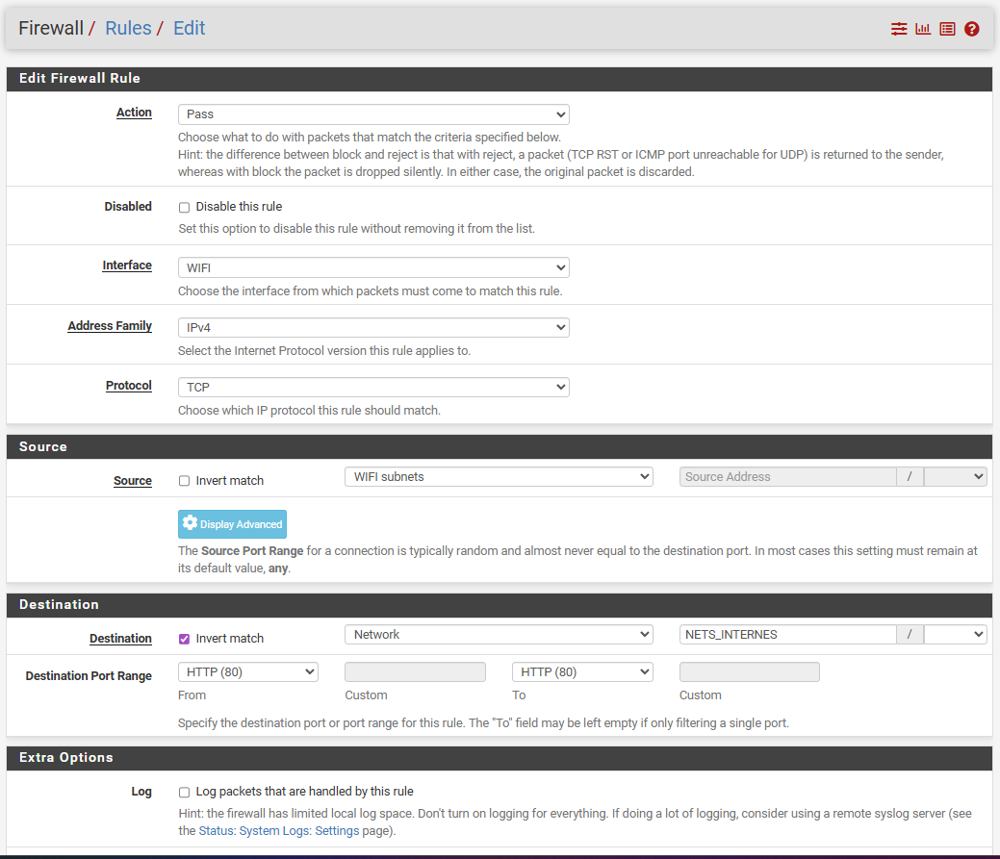 Firewall / Rules / Edit
Edit Firewall Rule
Action
Pass
Choose what to do with packets that match the criteria specified below.
Hint: the difference between block and reject is that with reject, a packet (TCP RST or ICMP port unreachable for UDP) is returned to the sender,
whereas with block the packet is dropped silently. In either case, the original packet is discarded.
Disabled
Disable this rule
Set this option to disable this rule without removing it from the list.
Interface
WIFI
Choose the interface from which packets must come to match this rule.
Address Family
IPv4
Select the Internet Protocol version this rule applies to.
Protocol
TCP
Choose which IP protocol this rule should match.
Source
Source Invert match WIFI subnets Source Address /
Display Advanced
The Source Port Range for a connection is typically random and almost never equal to the destination port. In most cases this setting must remain at
its default value, any.
Destination
Destination Invert match Network NETS_INTERNES /
Destination Port Range HTTP (80) HTTP (80)
From Custom To Custom
Specify the destination port or port range for this rule. The "To" field may be left empty if only filtering a single port.
Extra Options
Log Log packets that are handled by this rule
Hint: the firewall has limited local log space. Don't turn on logging for everything. If doing a lot of logging, consider using a remote syslog server (see
the Status: System Logs: Settings page).